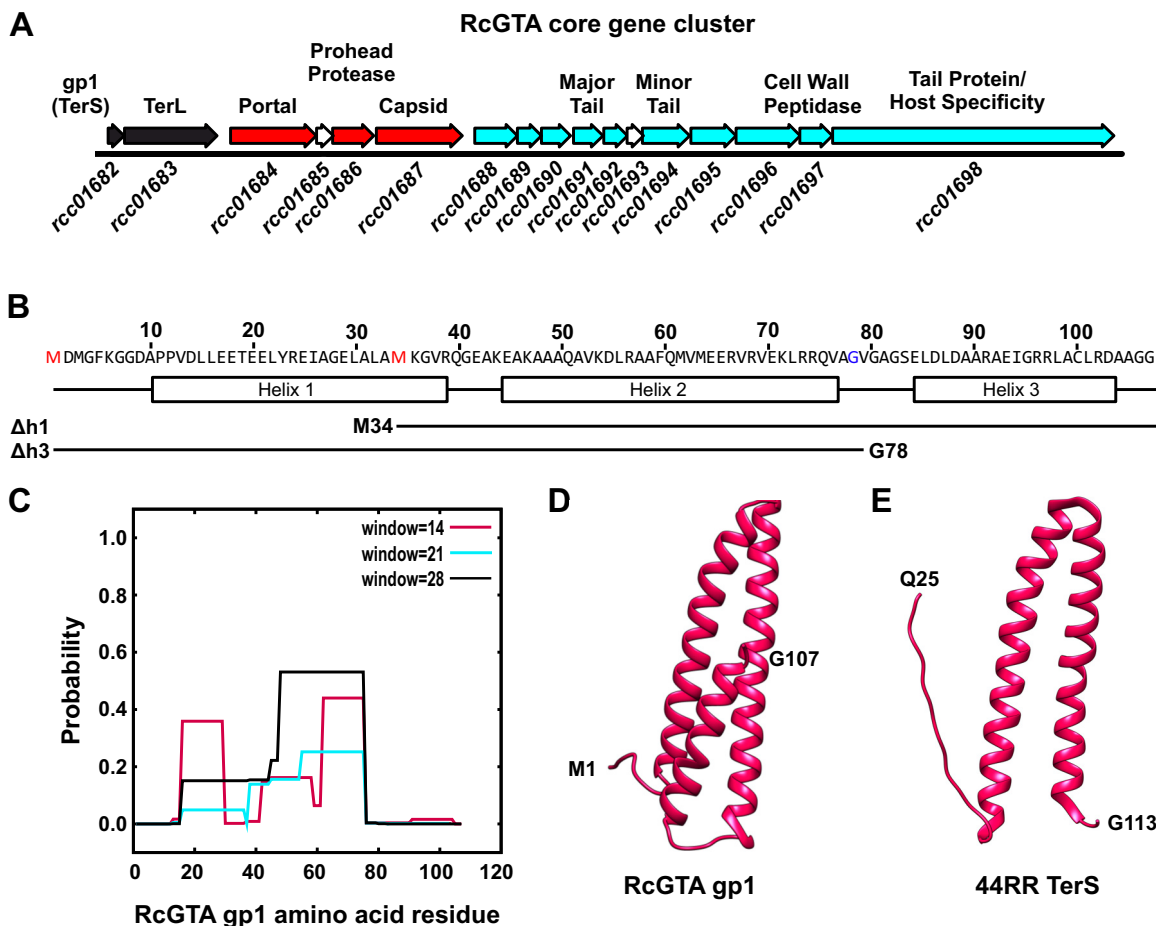 A
RcGTA core gene cluster
gp1
(TerS)
TerL
Portal
Prohead
Protease
Capsid
Major
Tail
Minor
Tail
Cell Wall
Peptidase
Tail Protein/
Host Specificity
rcc01682
rcc01683
rcc01684
rcc01685
rcc01686
rcc01687
rcc01688
rcc01689
rcc01690
rcc01691
rcc01692
rcc01693
rcc01694
rcc01695
rcc01696
rcc01697
rcc01698
B
10 20 30 40 50 60 70 80 90 100
MDMGFKGGDAPPVDLLEETEELYREIAGELALAMKGVRQGEAKEAKAAAQAVKDLRAAFQMVMEERVRVEKLRRQVAGVGAGSELDLDAARAEIGRRLACLRDAAGG
Helix 1 Helix 2 Helix 3
Δh1 M34
Δh3 G78
C
window=14
window=21
window=28
Probability
1.0
0.8
0.6
0.4
0.2
0.0
0 20 40 60 80 100 120
RcGTA gp1 amino acid residue
D
M1
G107
RcGTA gp1
E
Q25
G113
44RR TerS